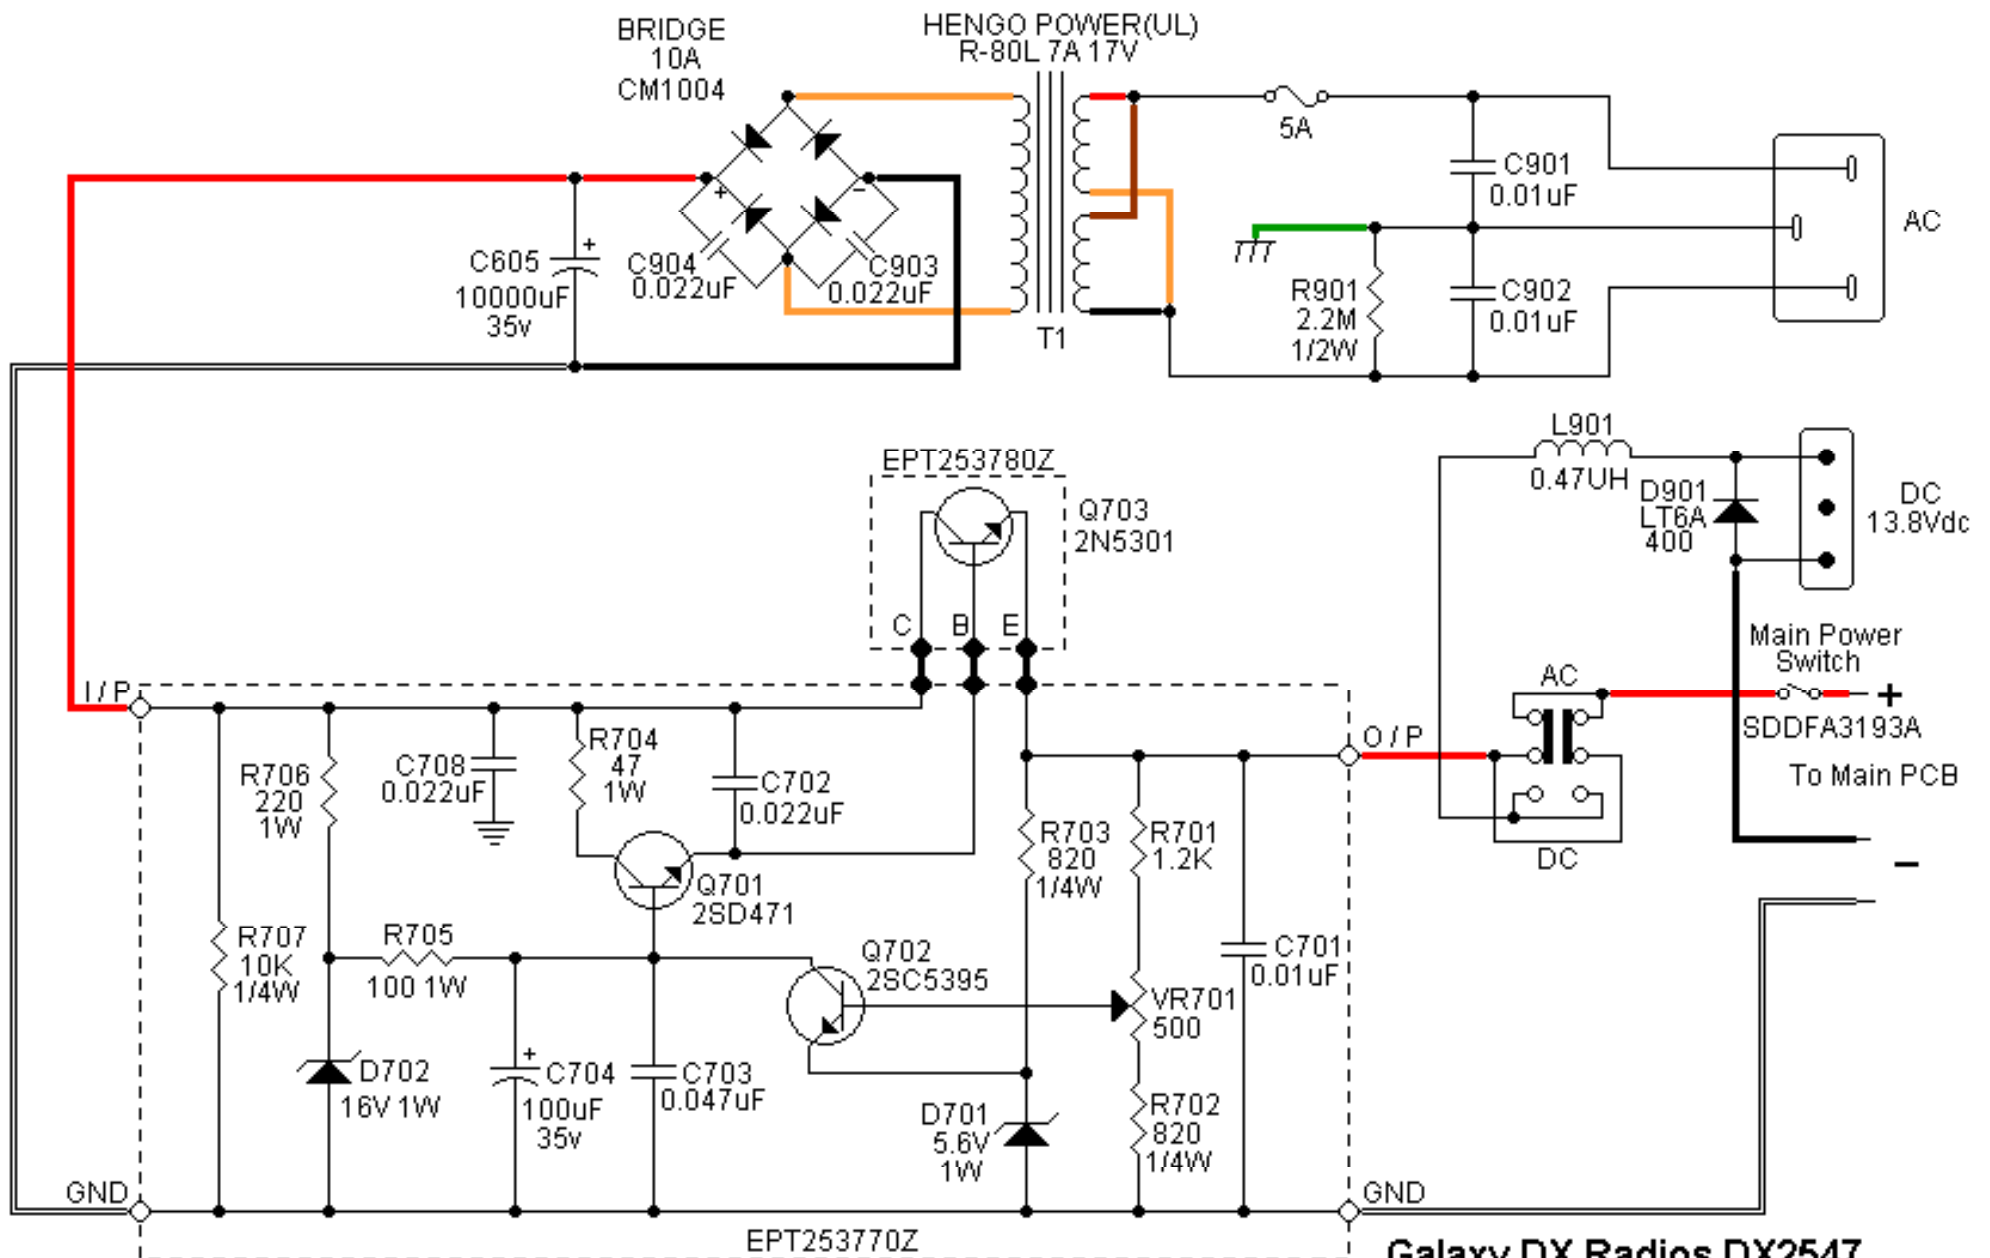 BRIDGE
10A
CM1004
HENGO POWER(UL)
R-80L 7A 17V
5A
C901
0.01uF
AC
+
−
C605
+
10000uF
35v
C904
0.022uF
C903
0.022uF
T1
R901
2.2M
1/2W
C902
0.01uF
L901
0.47UH
D901
LT6A
400
DC
13.8Vdc
EPT253780Z
Q703
2N5301
C
B
E
Main Power
Switch
I / P
AC
+
SDDFA3193A
O / P
To Main PCB
DC
−
R706
220
1W
C708
0.022uF
R704
47
1W
C702
0.022uF
R703
820
1/4W
R701
1.2K
Q701
2SD471
R707
10K
1/4W
R705
100 1W
Q702
2SC5395
VR701
500
C701
0.01uF
D702
16V 1W
+
C704
100uF
35v
C703
0.047uF
D701
5.6V
1W
R702
820
1/4W
GND
GND
EPT253770Z
Galaxy DX Radios DX2547